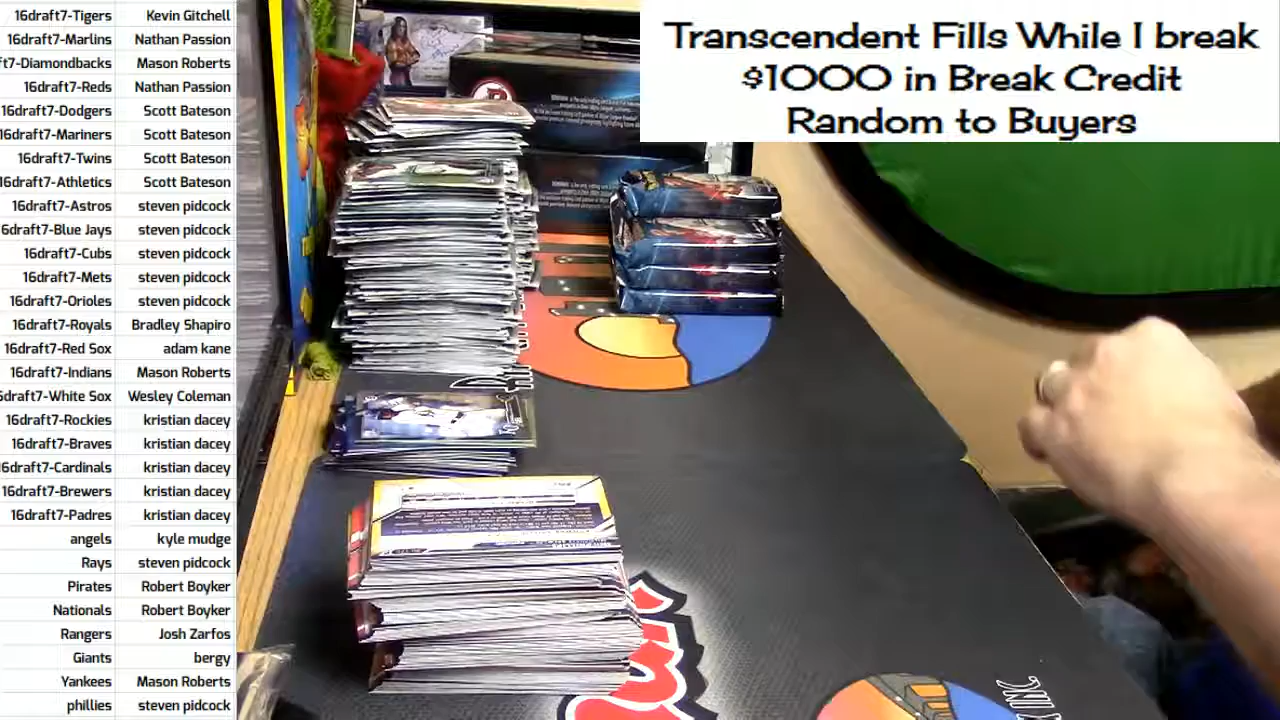 16draft7-Tigers Kevin Gitchell
16draft7-Marlins Nathan Passion
ft7-Diamondbacks Mason Roberts
16draft7-Reds Nathan Passion
16draft7-Dodgers Scott Bateson
16draft7-Mariners Scott Bateson
16draft7-Twins Scott Bateson
16draft7-Athletics Scott Bateson
16draft7-Astros steven pidcock
6draft7-Blue Jays steven pidcock
16draft7-Cubs steven pidcock
16draft7-Mets steven pidcock
16draft7-Orioles steven pidcock
16draft7-Royals Bradley Shapiro
16draft7-Red Sox adam kane
16draft7-Indians Mason Roberts
6draft7-White Sox Wesley Coleman
16draft7-Rockies kristian dacey
16draft7-Braves kristian dacey
16draft7-Cardinals kristian dacey
16draft7-Brewers kristian dacey
16draft7-Padres kristian dacey
angels kyle mudge
Rays steven pidcock
Pirates Robert Boyker
Nationals Robert Boyker
Rangers Josh Zarfos
Giants bergy
Yankees Mason Roberts
phillies steven pidcock
Transcendent Fills While I break
$1000 in Break Credit
Random to Buyers
INC